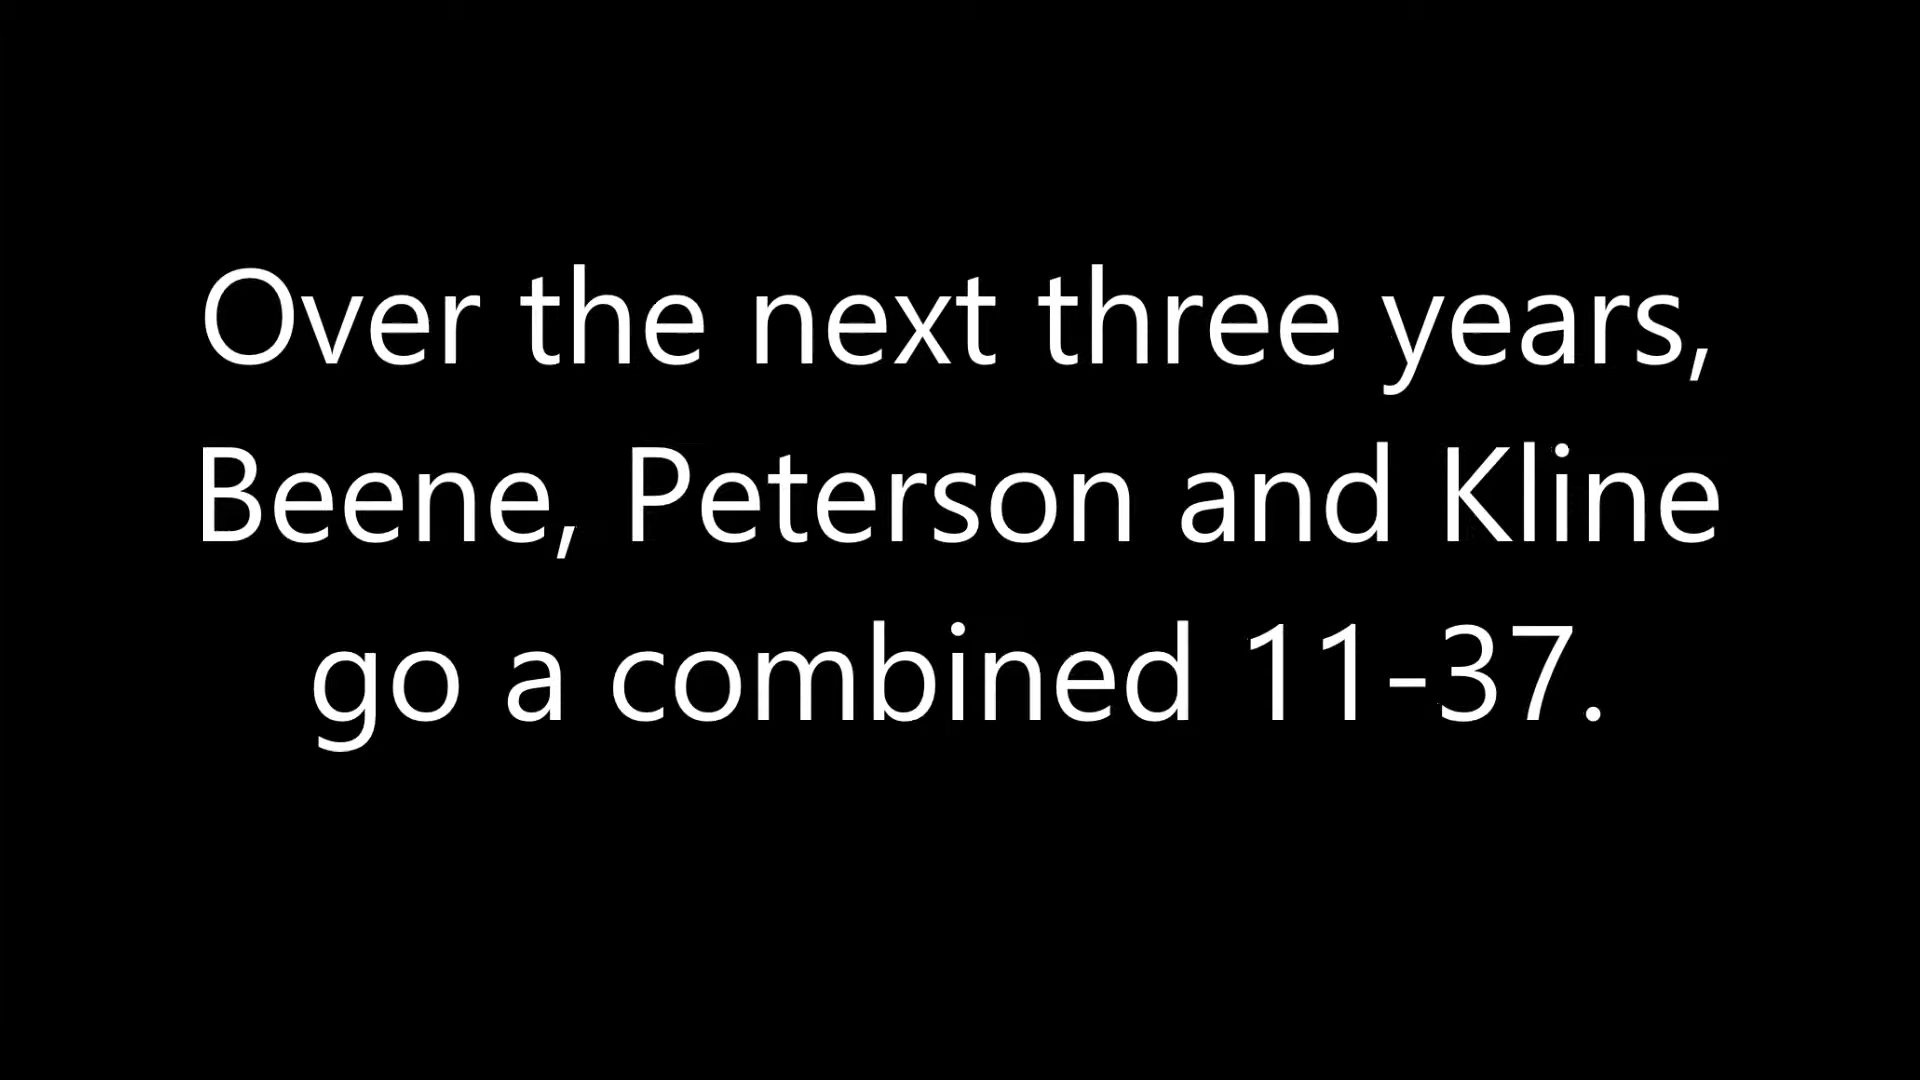 Over the next three years,
Beene, Peterson and Kline
go a combined 11-37.